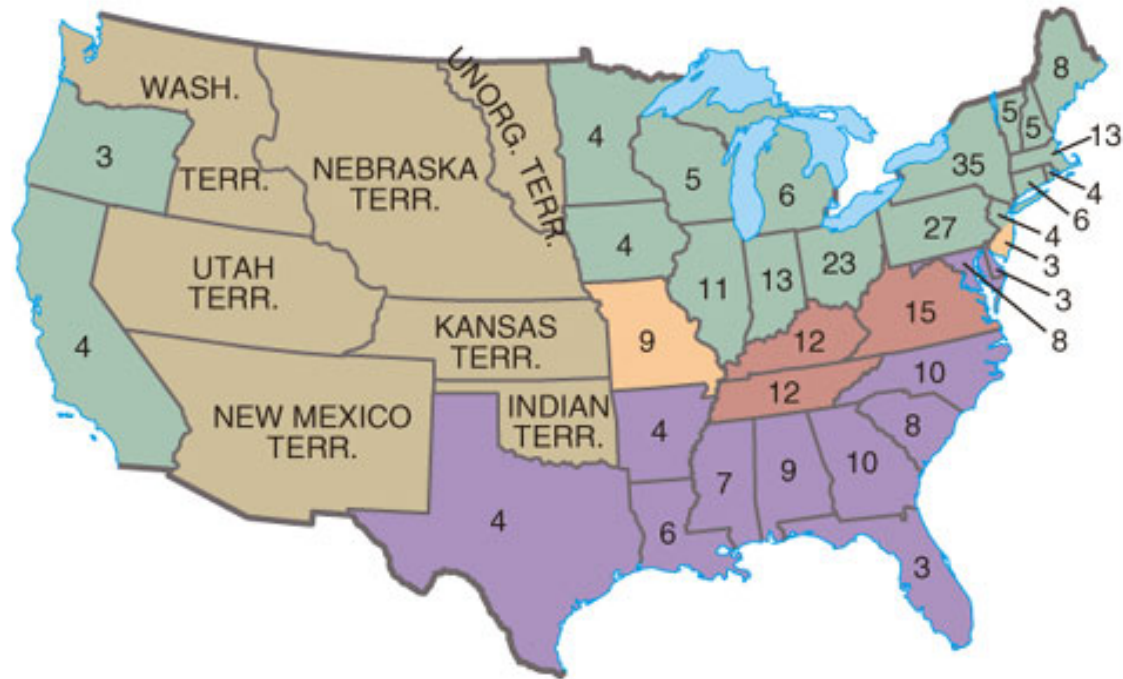 WASH.
TERR.
3
4
UTAH
TERR.
NEBRASKA
TERR.
UNORG. TERR.
KANSAS
TERR.
NEW MEXICO
TERR.
INDIAN
TERR.
4
4
5
6
4
11
13
23
9
12
12
15
4
4
6
7
9
10
3
8
10
27
35
5
5
8
13
4
6
4
3
3
8